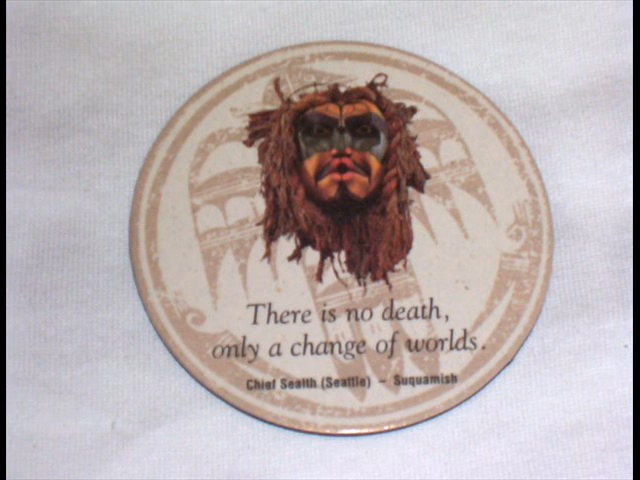 There is no death,
only a change of worlds.
Chief Sealth (Seattle) – Suquamish